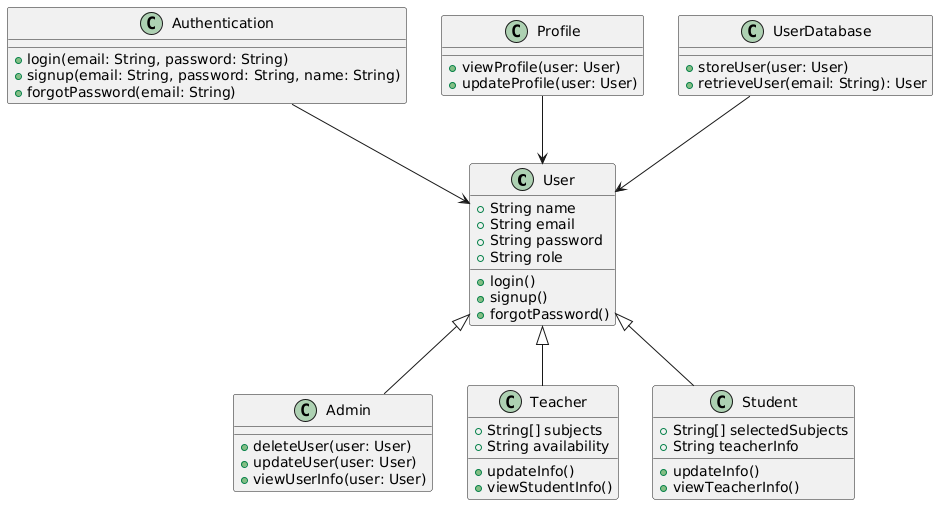 C Authentication
login(email: String, password: String)
signup(email: String, password: String, name: String)
forgotPassword(email: String)
C Profile
viewProfile(user: User)
updateProfile(user: User)
C UserDatabase
storeUser(user: User)
retrieveUser(email: String): User
C User
String name
String email
String password
String role
login()
signup()
forgotPassword()
C Admin
deleteUser(user: User)
updateUser(user: User)
viewUserInfo(user: User)
C Teacher
String[] subjects
String availability
updateInfo()
viewStudentInfo()
C Student
String[] selectedSubjects
String teacherInfo
updateInfo()
viewTeacherInfo()